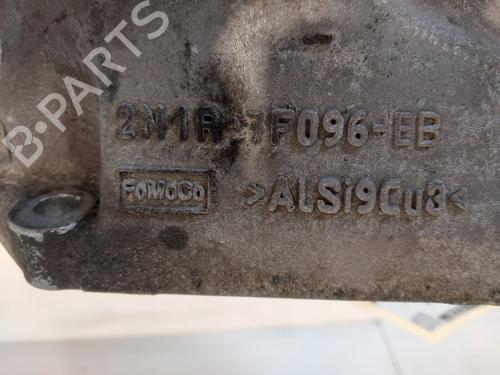 B-PARTS
2N1R-7F096-EB
FoMoCo
>AlSi9Cu3<